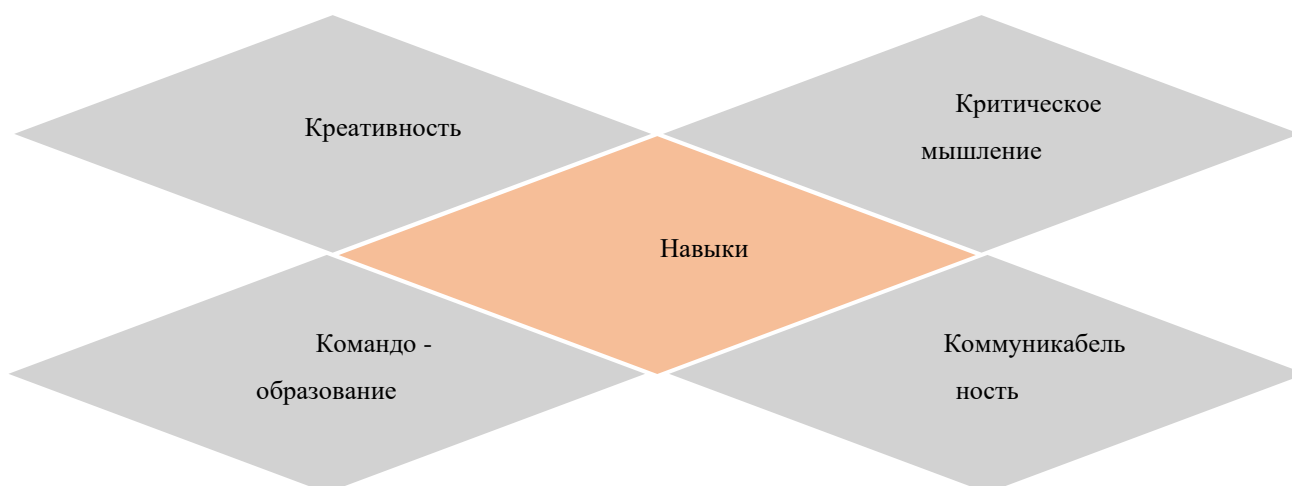 Креативность
Критическое
мышление
Навыки
Командо -
образование
Коммуникабель
ность